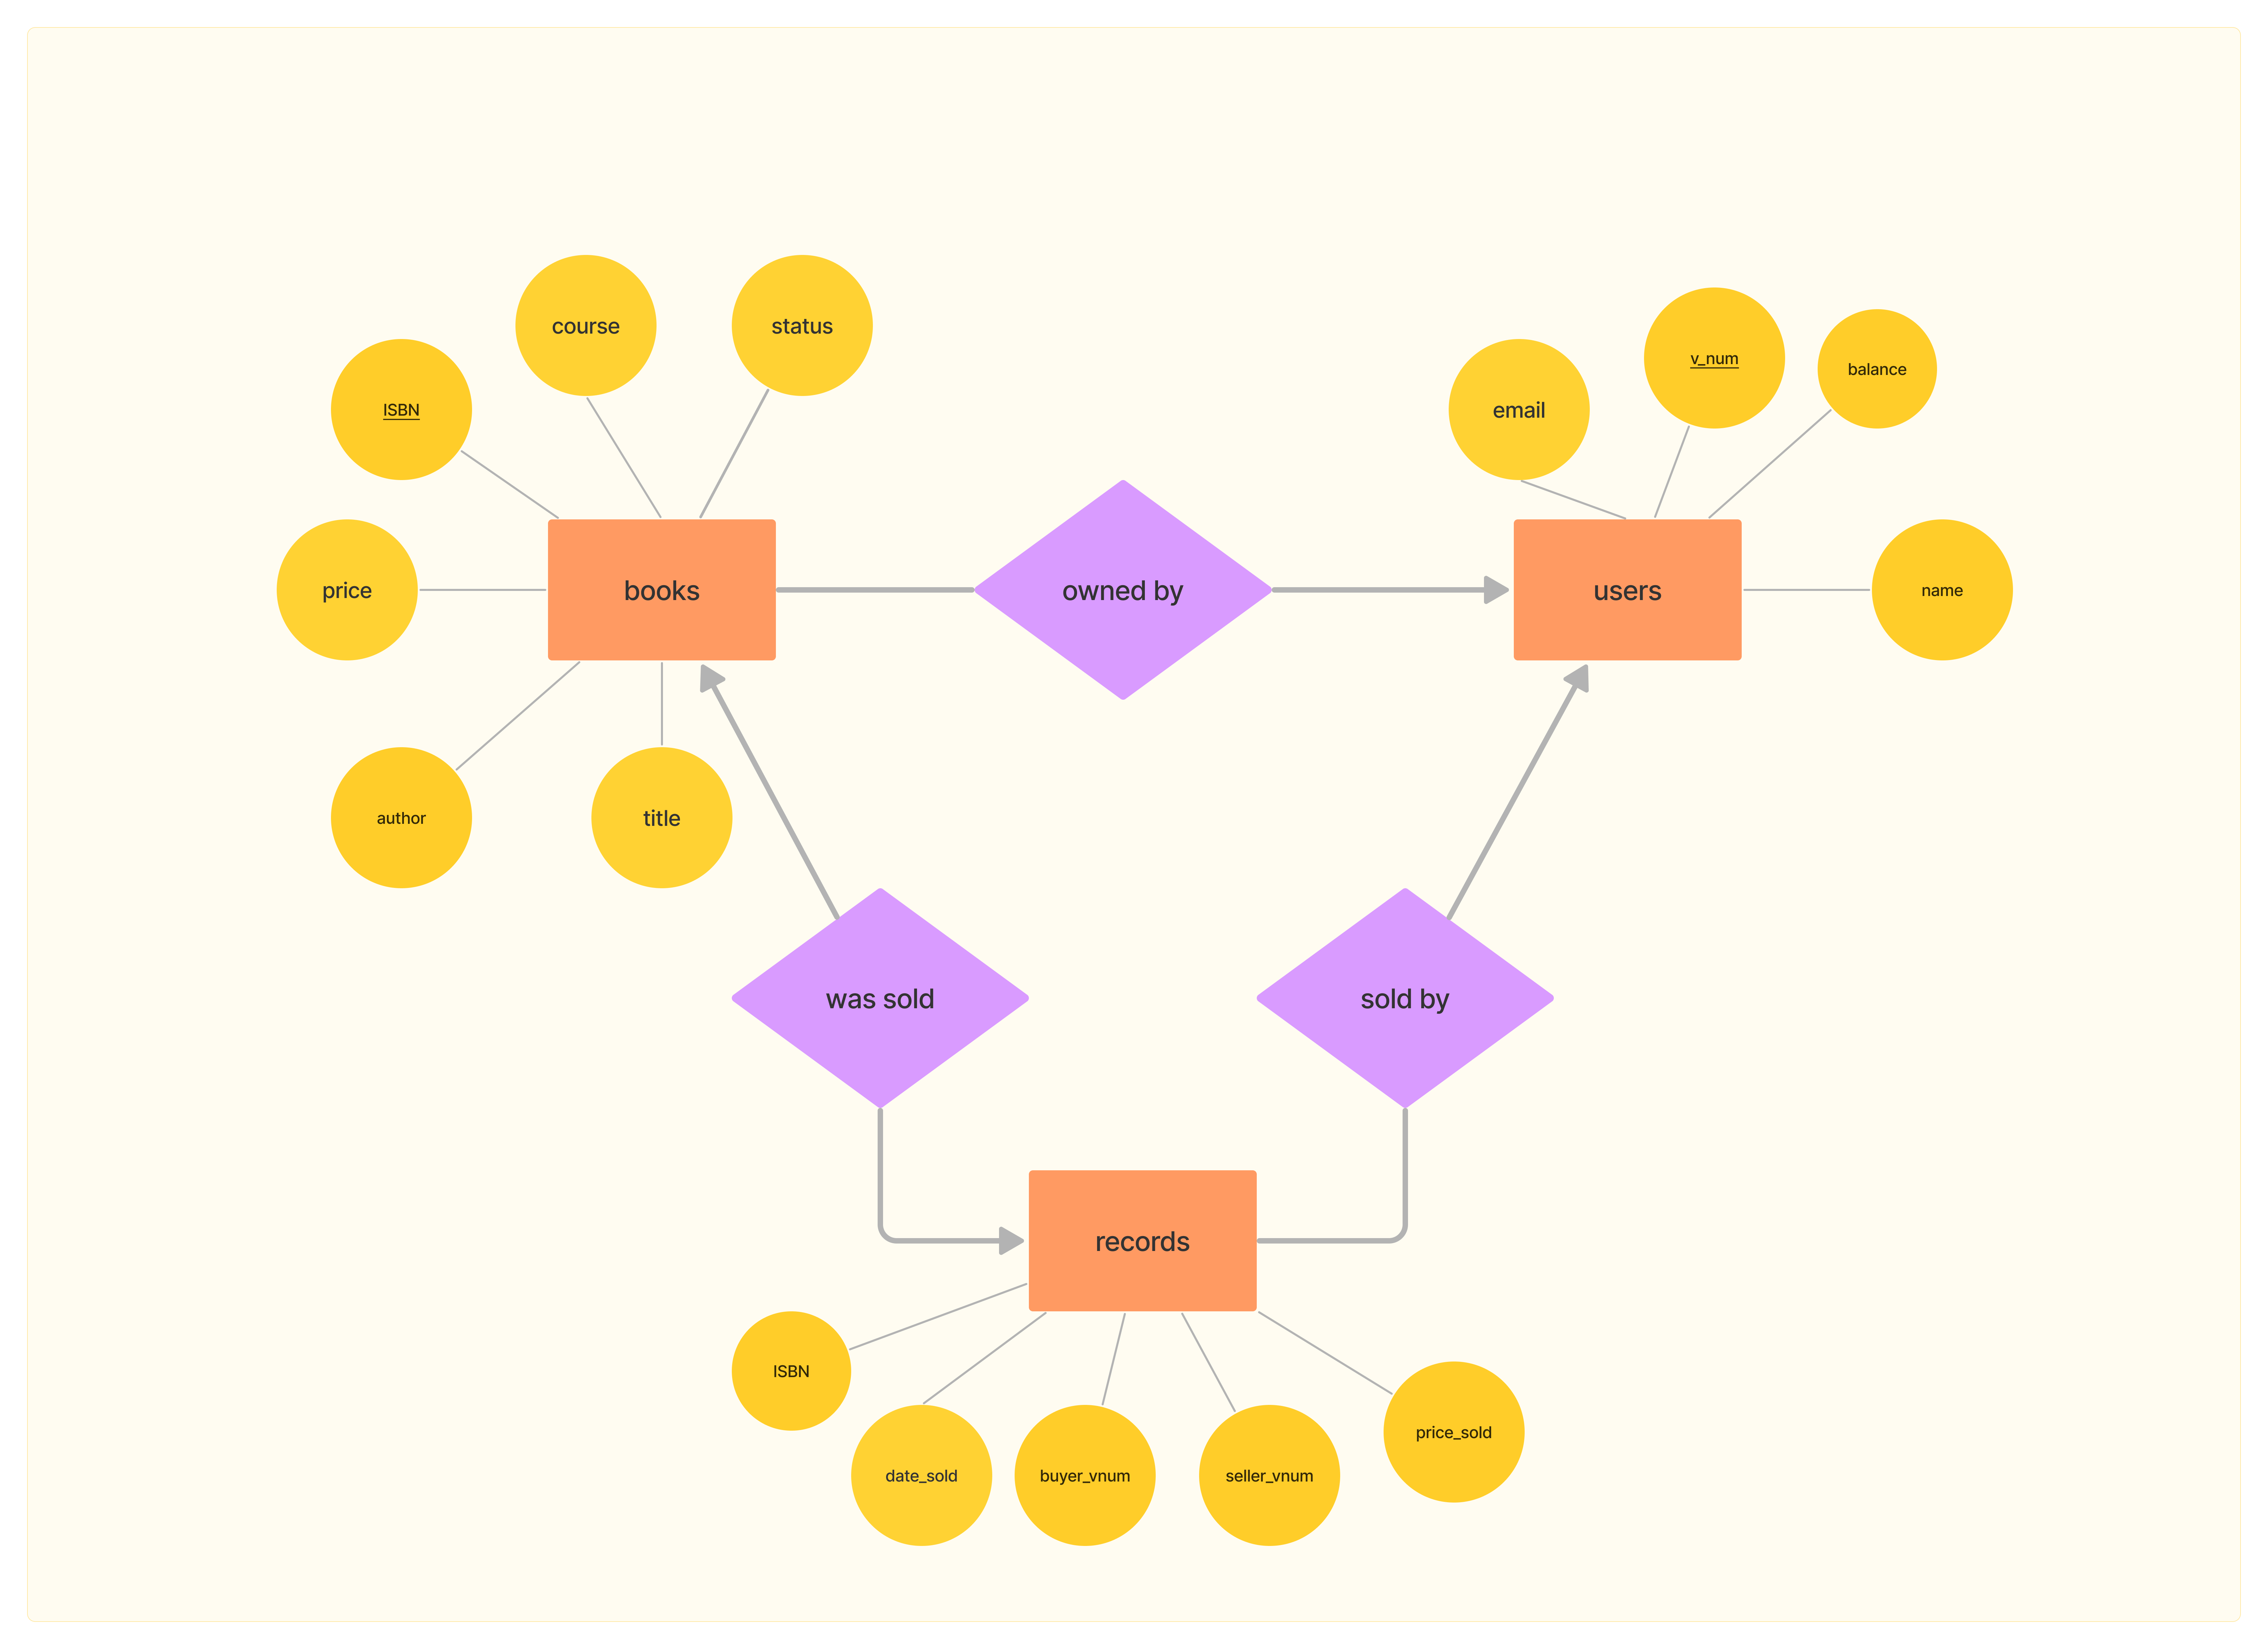 course
status
ISBN
price
books
author
title
owned by
email
v_num
balance
users
name
was sold
sold by
records
ISBN
date_sold
buyer_vnum
seller_vnum
price_sold